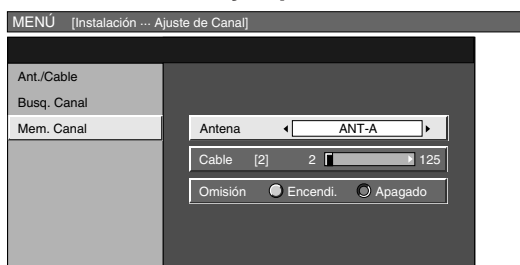 MENÚ [Instalación ··· Ajuste de Canal]
Ant./Cable
Busq. Canal
Mem. Canal
Antena ANT-A
Cable [2] 2 125
Omisión Encendi. Apagado